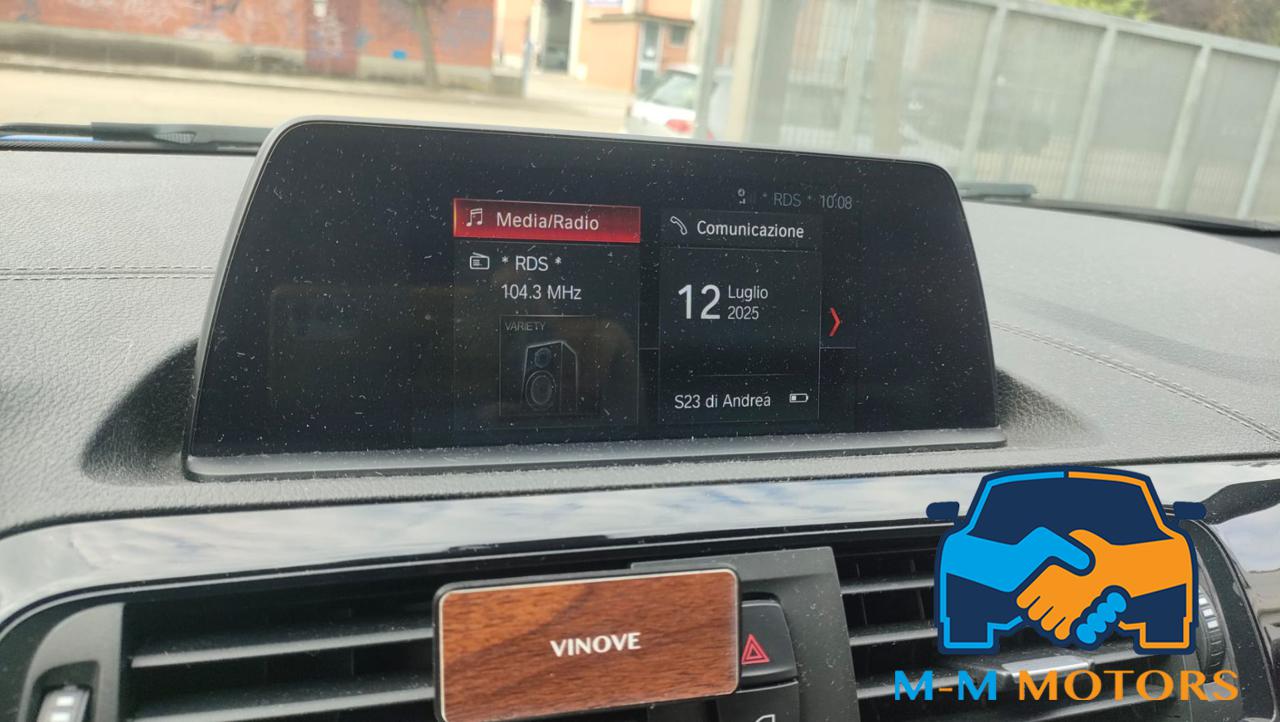 * RDS * 10:08
Media/Radio
Comunicazione
* RDS *
104.3 MHz
VARIETY
12 Luglio
2025
S23 di Andrea
VINOVE
M-M MOTORS